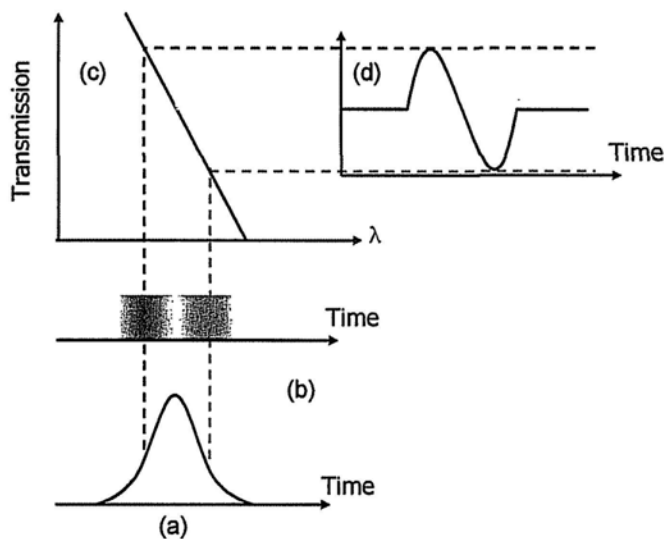 (c)
(d)
Transmission
Time
λ
Time
(b)
Time
(a)